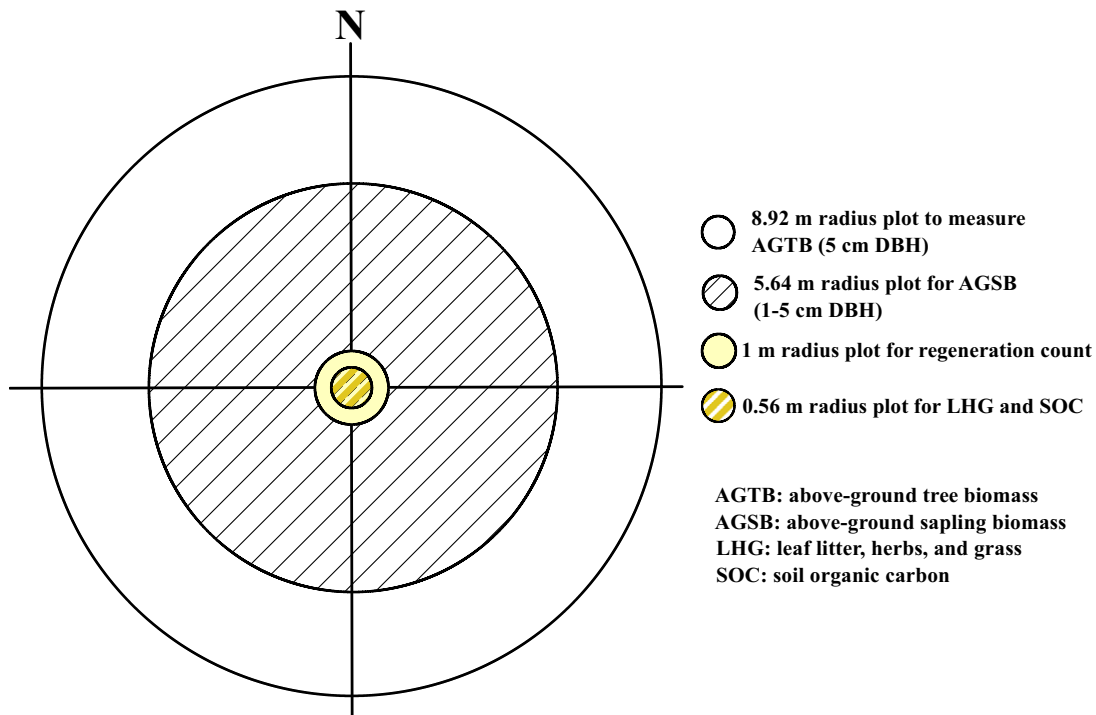 N
8.92 m radius plot to measure
AGTB (5 cm DBH)
5.64 m radius plot for AGSB
(1-5 cm DBH)
1 m radius plot for regeneration count
0.56 m radius plot for LHG and SOC
AGTB: above-ground tree biomass
AGSB: above-ground sapling biomass
LHG: leaf litter, herbs, and grass
SOC: soil organic carbon